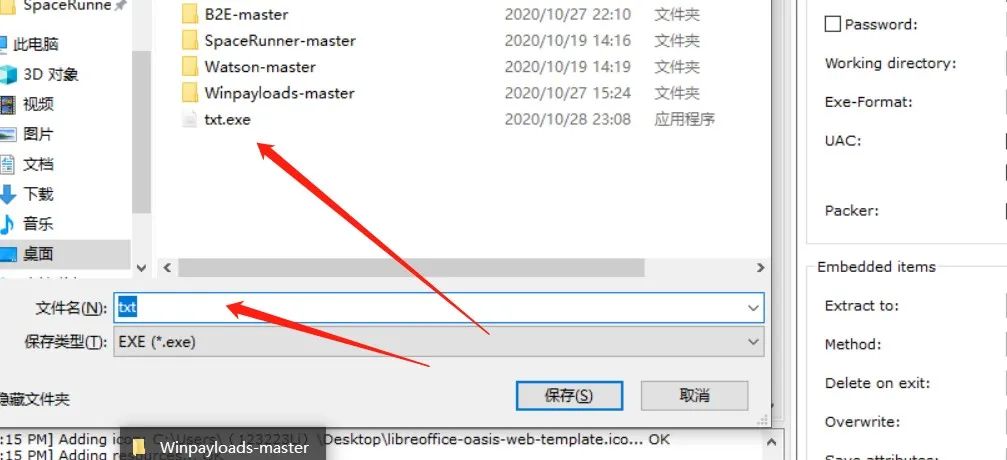 SpaceRunner
此电脑
3D 对象
视频
图片
文档
下载
音乐
桌面
B2E-master 2020/10/27 22:10 文件夹
SpaceRunner-master 2020/10/19 14:16 文件夹
Watson-master 2020/10/19 14:19 文件夹
Winpayloads-master 2020/10/27 15:24 文件夹
txt.exe 2020/10/28 23:08 应用程序
文件名(N): txt
保存类型(T): EXE (*.exe)
隐藏文件夹
保存(S) 取消
Password:
Working directory:
Exe-Format:
UAC:
Packer:
Embedded items
Extract to:
Method:
Delete on exit:
Overwrite:
Save attributes:
:15 PM] Adding ico C:\Users\ ( 123223Li) \Desktop\libreoffice-oasis-web-template.ico... OK
:15 PM] Adding resources OK
Winpayloads-master